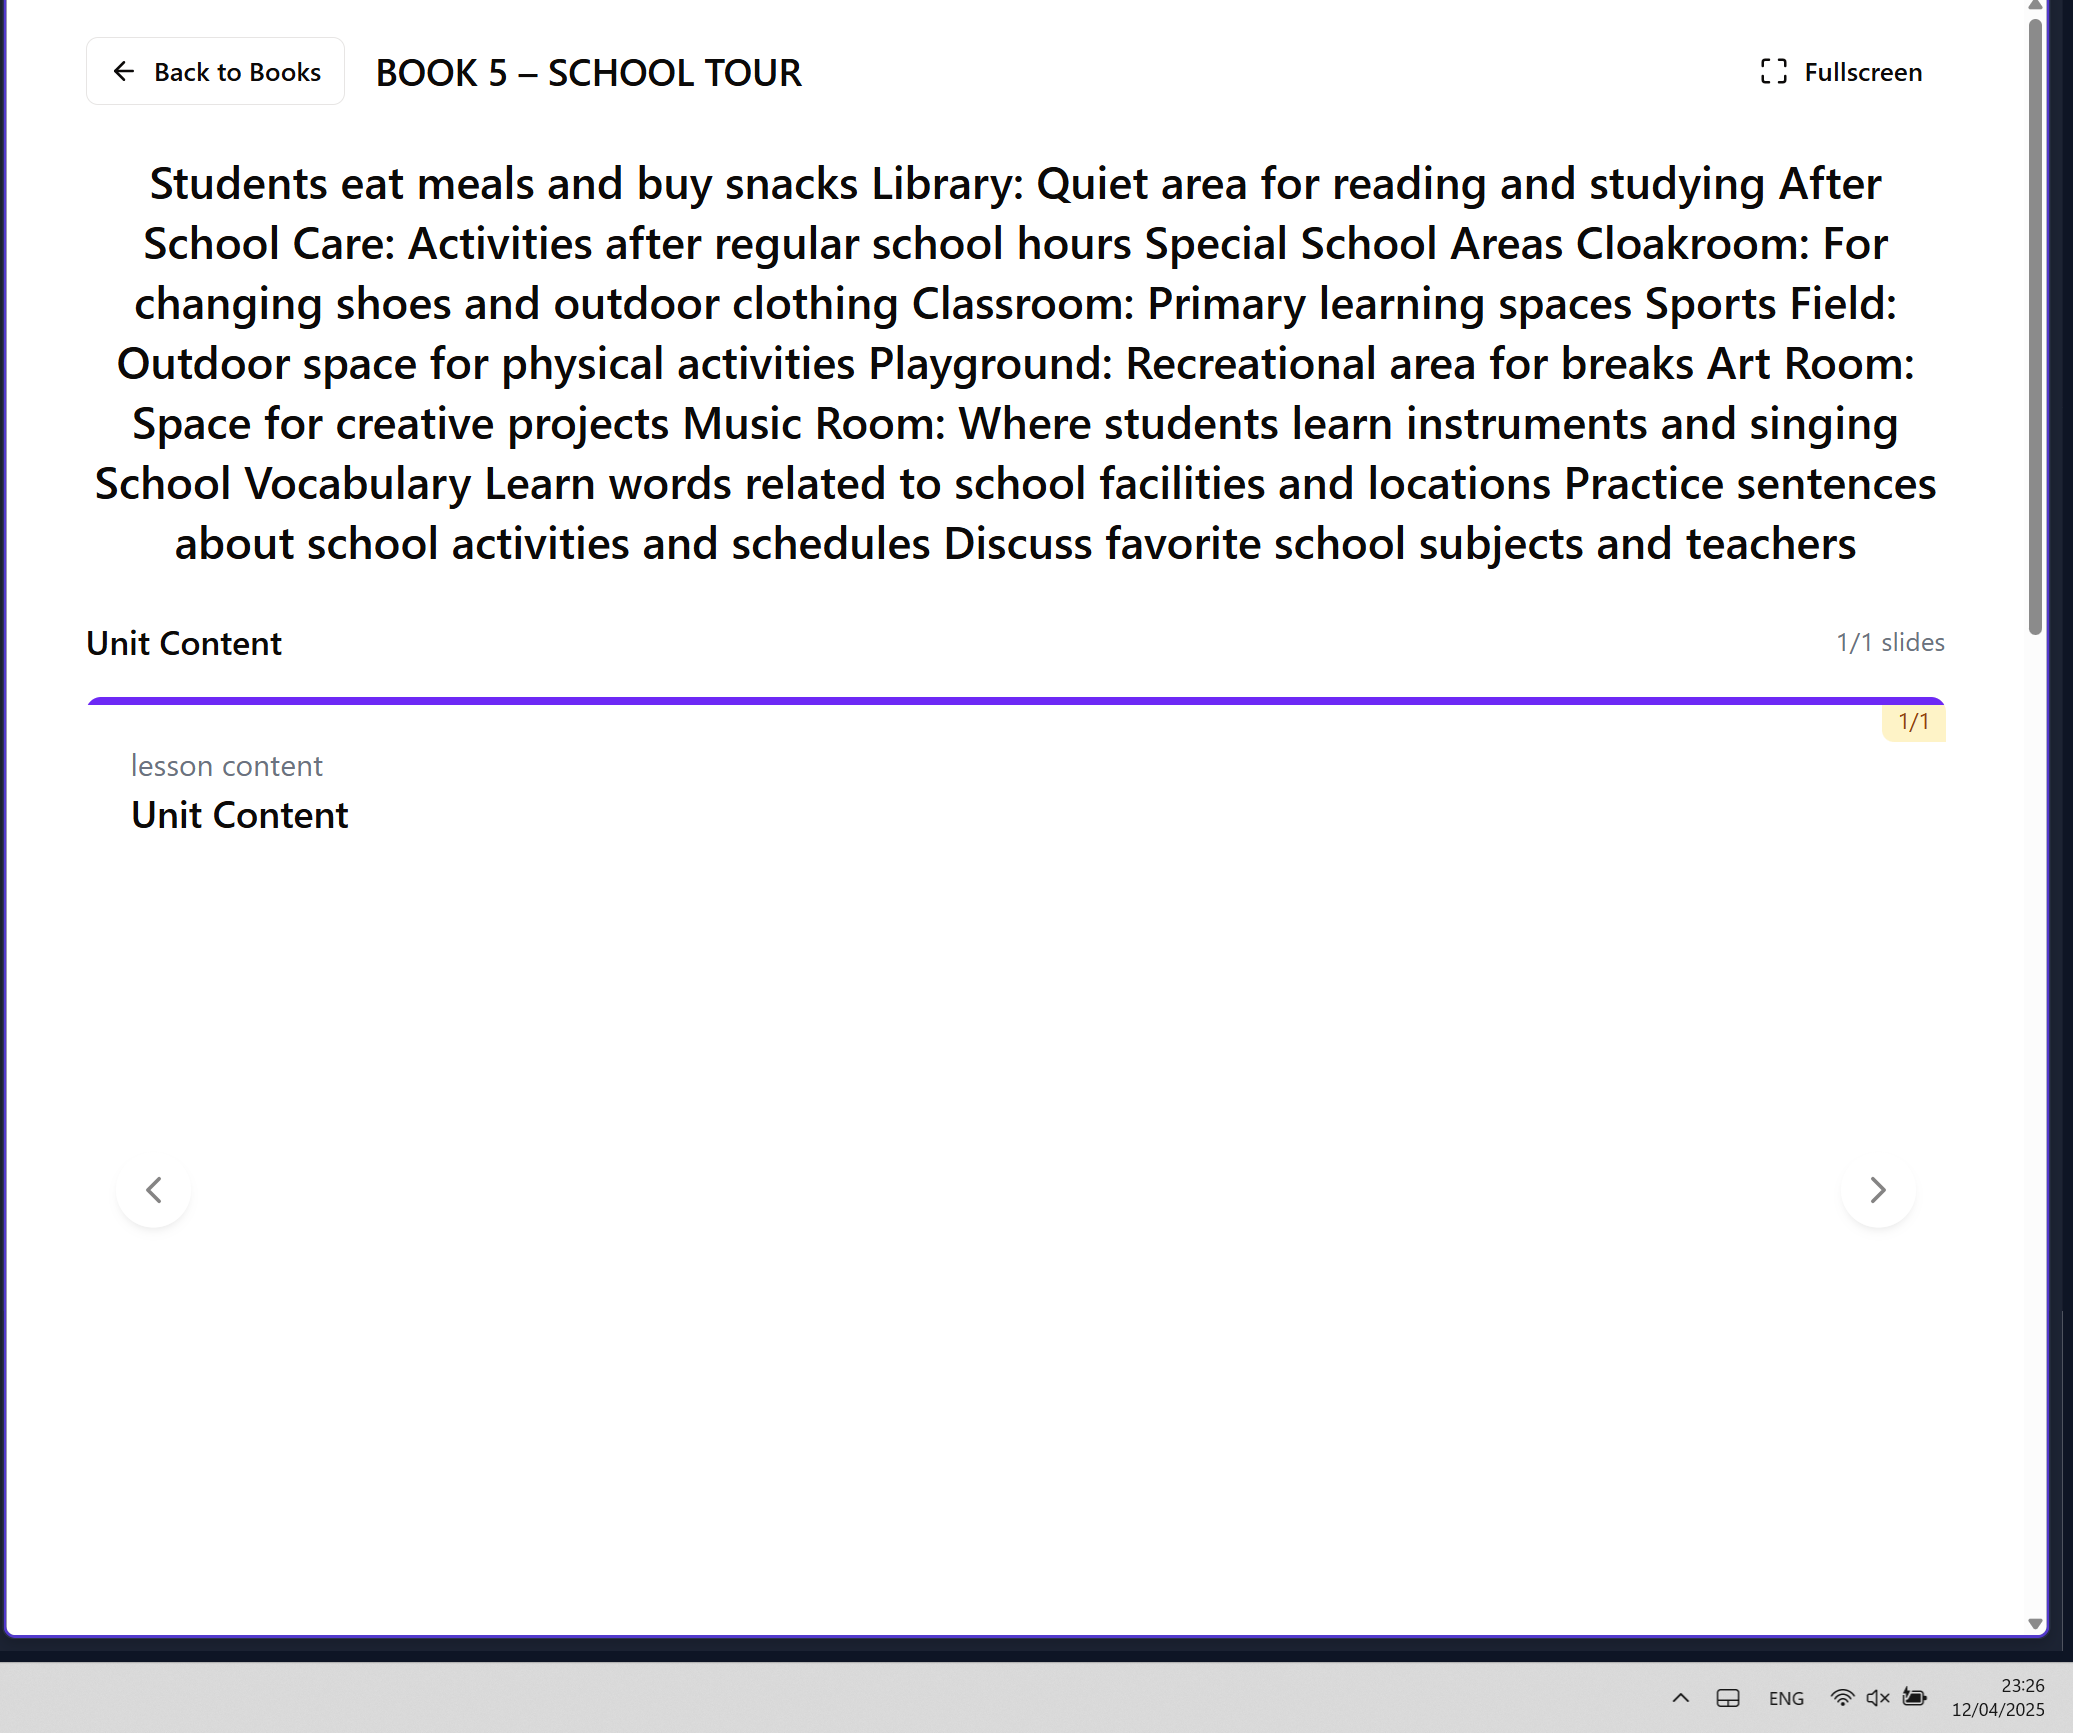 Back to Books
BOOK 5 – SCHOOL TOUR
Fullscreen
Students eat meals and buy snacks Library: Quiet area for reading and studying After
School Care: Activities after regular school hours Special School Areas Cloakroom: For
changing shoes and outdoor clothing Classroom: Primary learning spaces Sports Field:
Outdoor space for physical activities Playground: Recreational area for breaks Art Room:
Space for creative projects Music Room: Where students learn instruments and singing
School Vocabulary Learn words related to school facilities and locations Practice sentences
about school activities and schedules Discuss favorite school subjects and teachers
Unit Content
1/1 slides
1/1
lesson content
Unit Content
ENG
23:26
12/04/2025